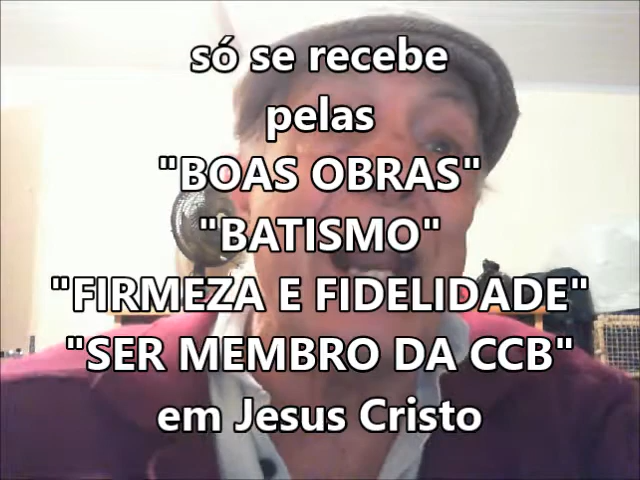 só se recebe
pelas
"BOAS OBRAS"
"BATISMO"
"FIRMEZA E FIDELIDADE"
"SER MEMBRO DA CCB"
em Jesus Cristo